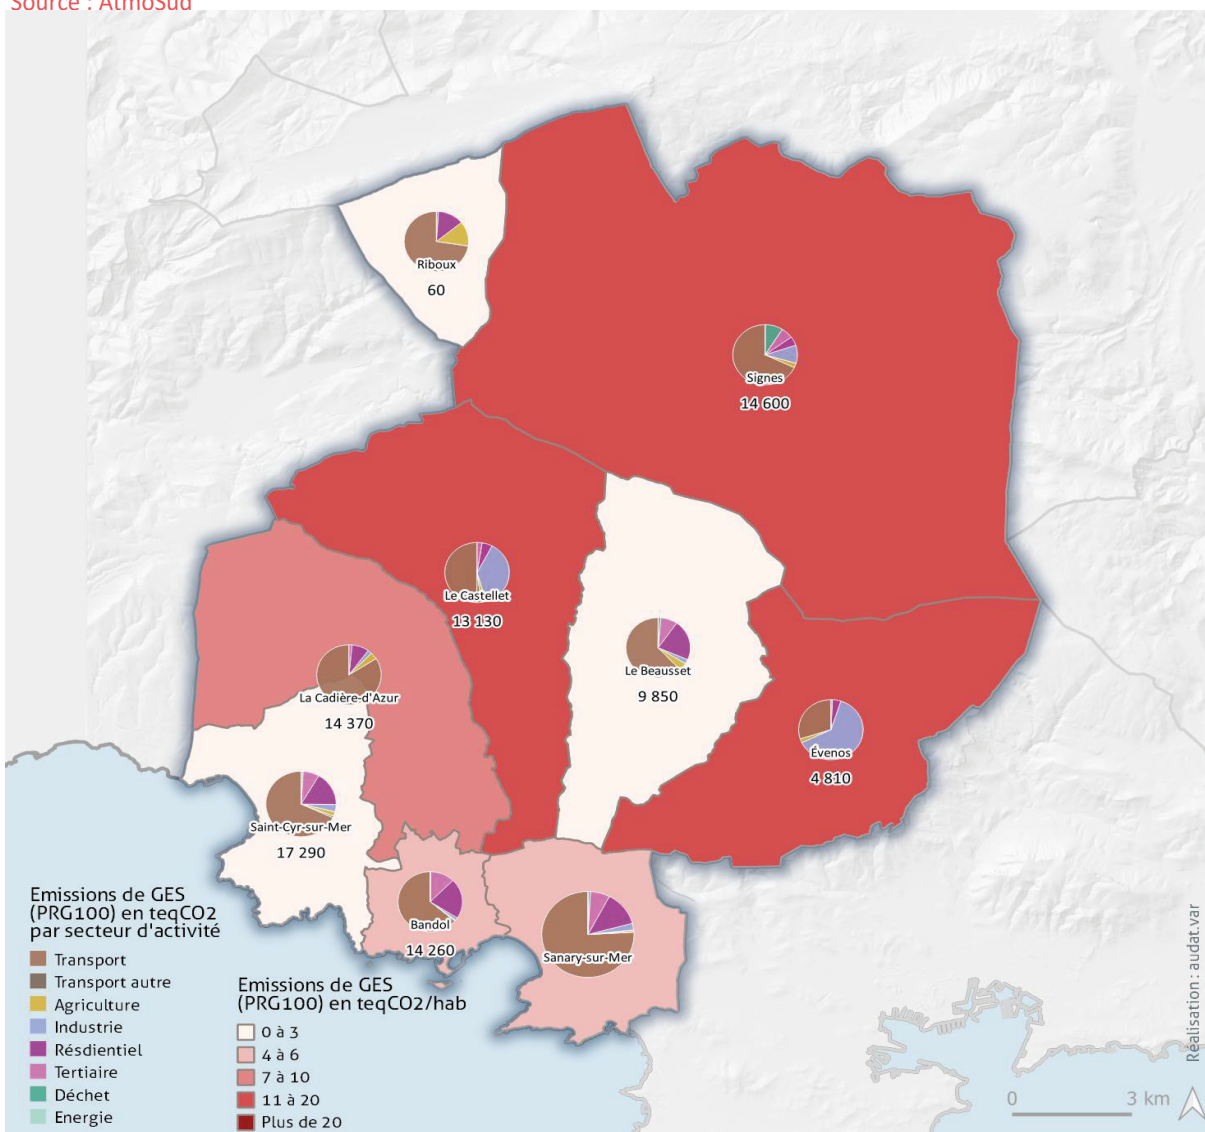 Source : AtmoSud
Riboux
60
Signes
14 600
Le Castellet
13 130
Le Beausset
9 850
La Cadière-d'Azur
14 370
Évenos
4 810
Saint-Cyr-sur-Mer
17 290
Bandol
14 260
Sanary-sur-Mer
Emissions de GES
(PRG100) en teqCO2
par secteur d'activité
Transport
Transport autre
Agriculture
Industrie
Résdientiel
Tertiaire
Déchet
Energie
Emissions de GES
(PRG100) en teqCO2/hab
0 à 3
4 à 6
7 à 10
11 à 20
Plus de 20
0 3 km
Réalisation : audat.var